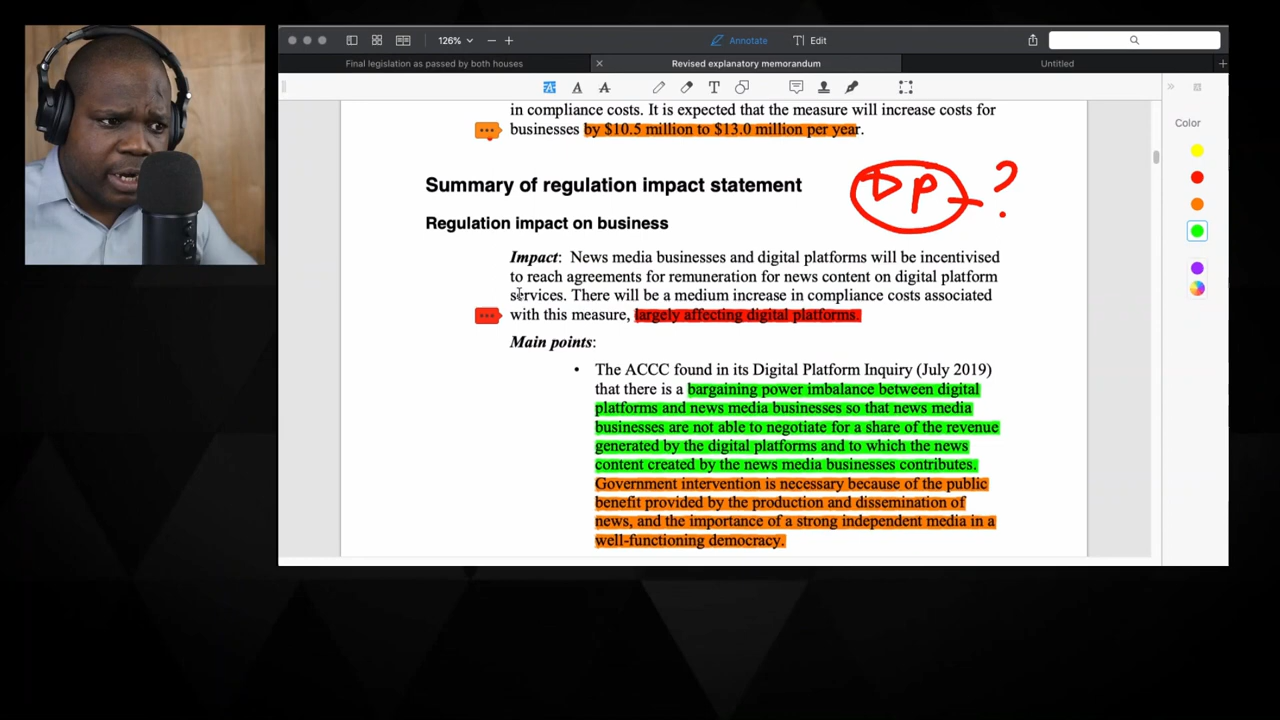 126%
Annotate
Edit
Final legislation as passed by both houses
Revised explanatory memorandum
Untitled
in compliance costs. It is expected that the measure will increase costs for
businesses by $10.5 million to $13.0 million per year.
Summary of regulation impact statement
DP - ?
Regulation impact on business
Impact: News media businesses and digital platforms will be incentivised
to reach agreements for remuneration for news content on digital platform
services. There will be a medium increase in compliance costs associated
with this measure, largely affecting digital platforms.
Main points:
• The ACCC found in its Digital Platform Inquiry (July 2019)
that there is a bargaining power imbalance between digital
platforms and news media businesses so that news media
businesses are not able to negotiate for a share of the revenue
generated by the digital platforms and to which the news
content created by the news media businesses contributes.
Government intervention is necessary because of the public
benefit provided by the production and dissemination of
news, and the importance of a strong independent media in a
well-functioning democracy.
Color